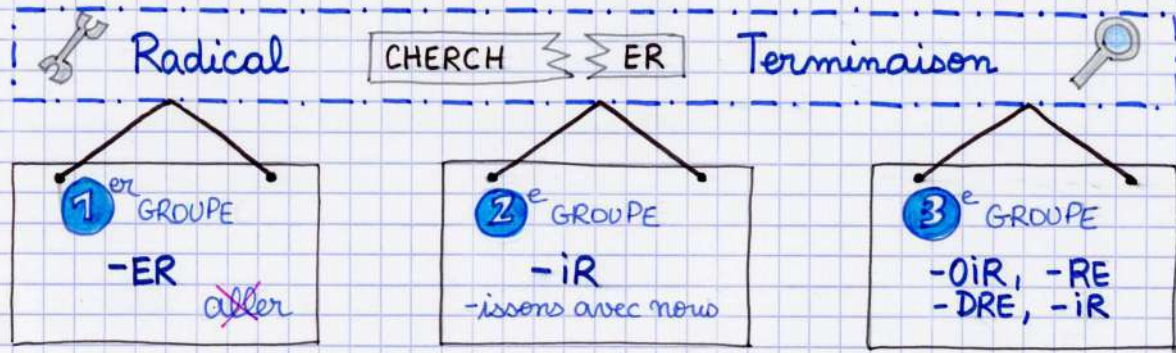 Radical CHERCH ER Terminaison
1er GROUPE
-ER
aller
2e GROUPE
-iR
-issons avec nous
3e GROUPE
-OiR, -RE
-DRE, -iR